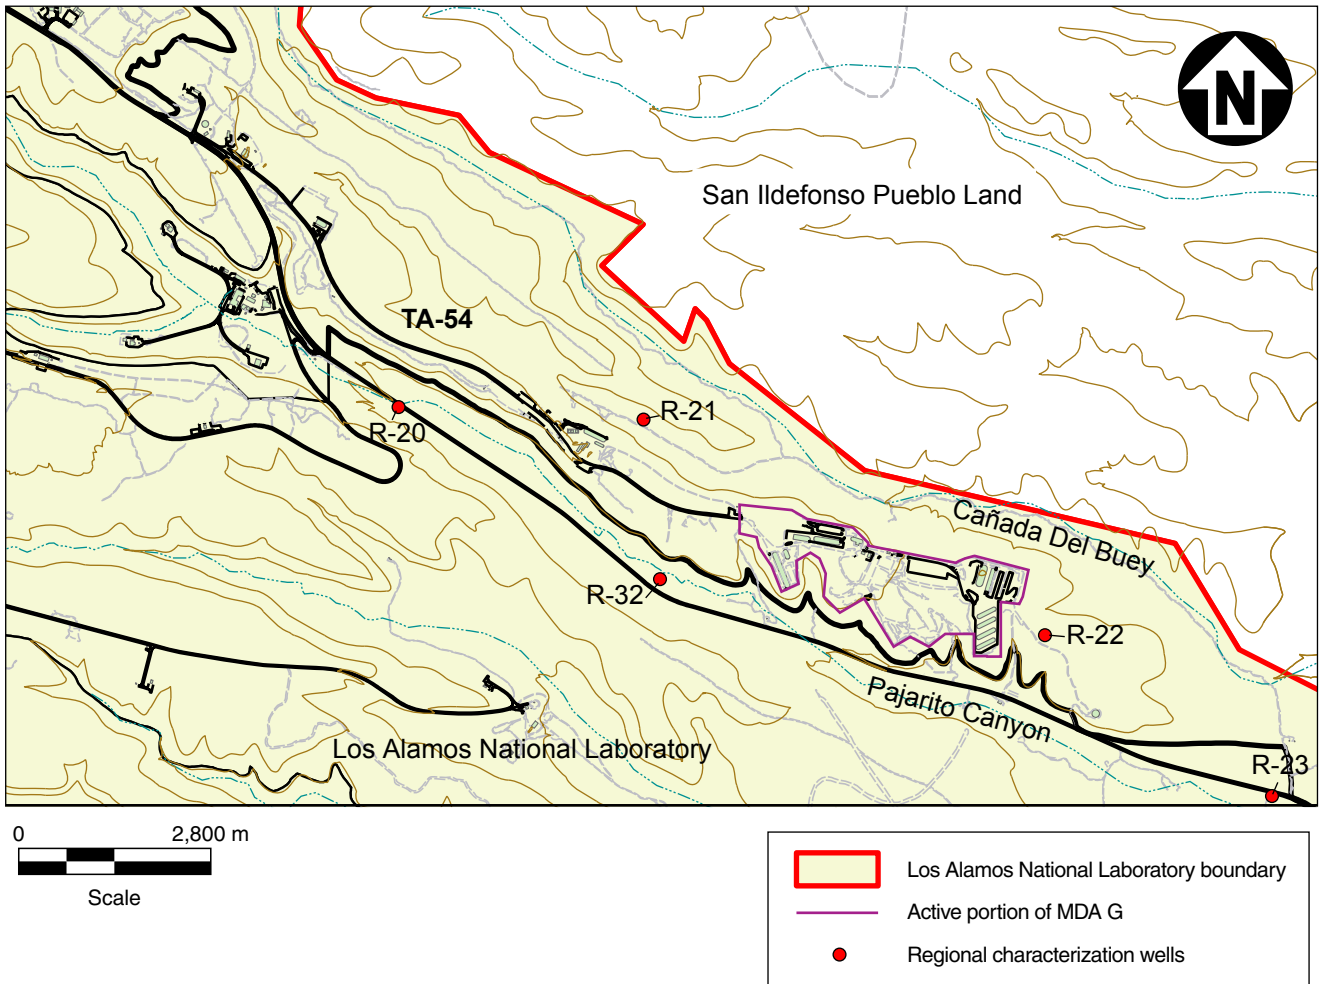 N
San Ildefonso Pueblo Land
TA-54
R-21
R-20
Cañada Del Buey
R-32
R-22
Pajarito Canyon
Los Alamos National Laboratory
R-23
0 2,800 m
Scale
Los Alamos National Laboratory boundary
Active portion of MDA G
Regional characterization wells